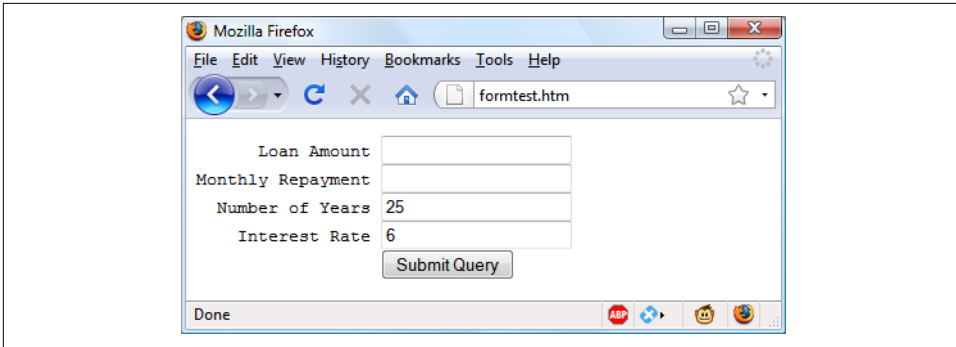 Mozilla Firefox
File Edit View History Bookmarks Tools Help
formtest.htm
Loan Amount
Monthly Repayment
Number of Years 25
Interest Rate 6
Submit Query
Done ABP